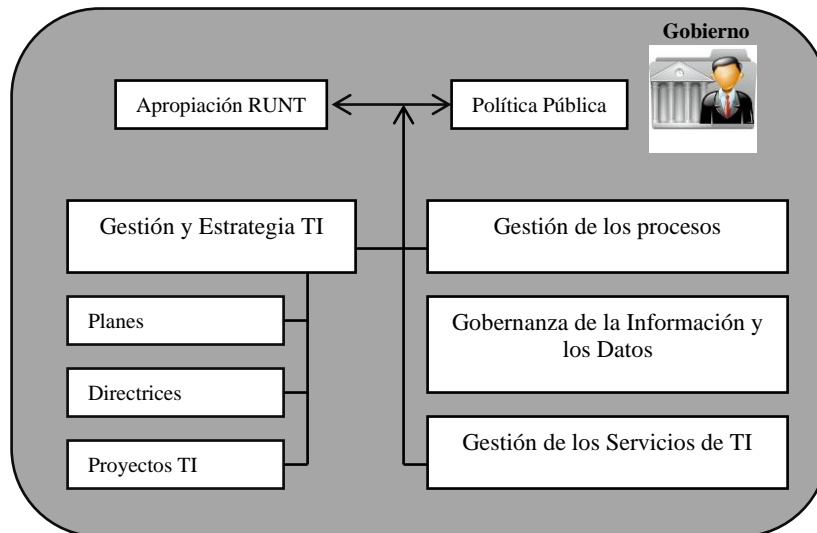 Gobierno
Apropiación RUNT
Política Pública
Gestión y Estrategia TI
Gestión de los procesos
Planes
Gobernanza de la Información y
los Datos
Directrices
Gestión de los Servicios de TI
Proyectos TI